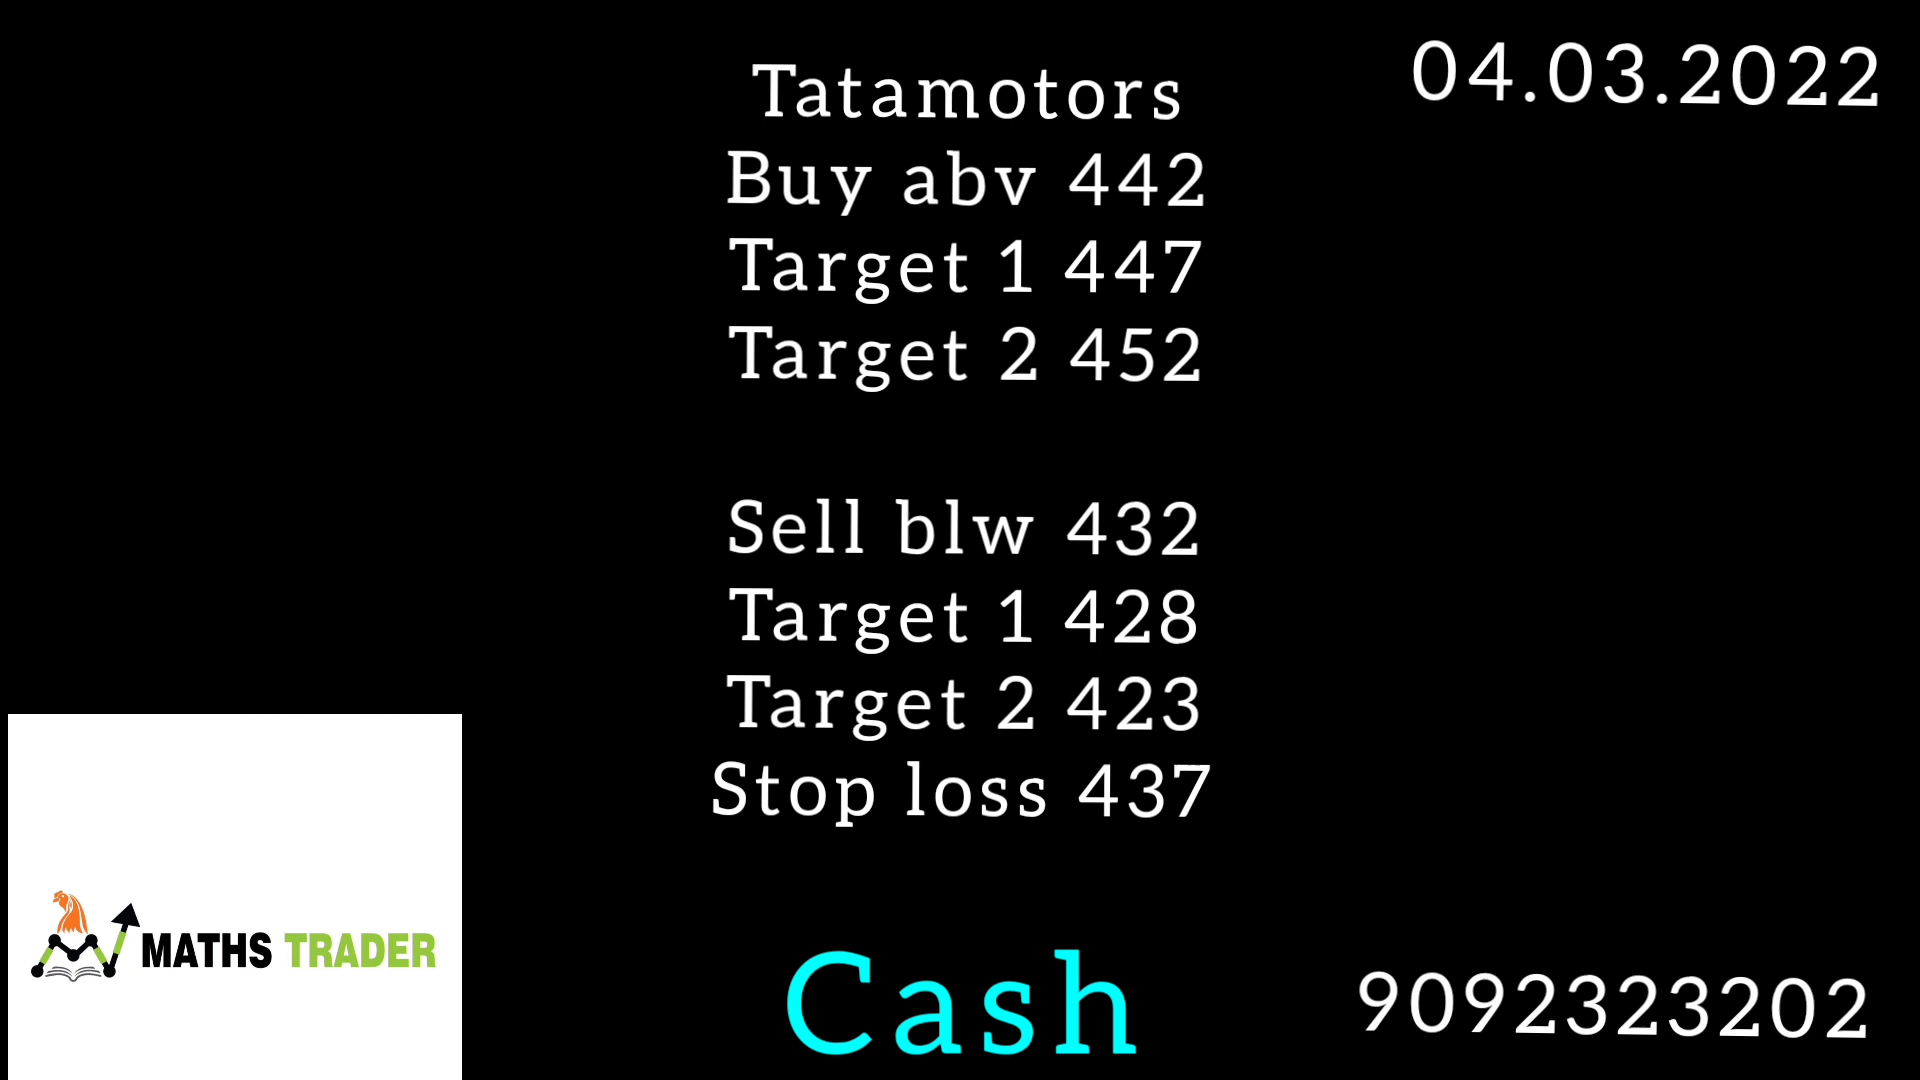 04.03.2022
Tatamotors
Buy abv 442
Target 1 447
Target 2 452
Sell blw 432
Target 1 428
Target 2 423
Stop loss 437
MATHS TRADER
Cash
9092323202